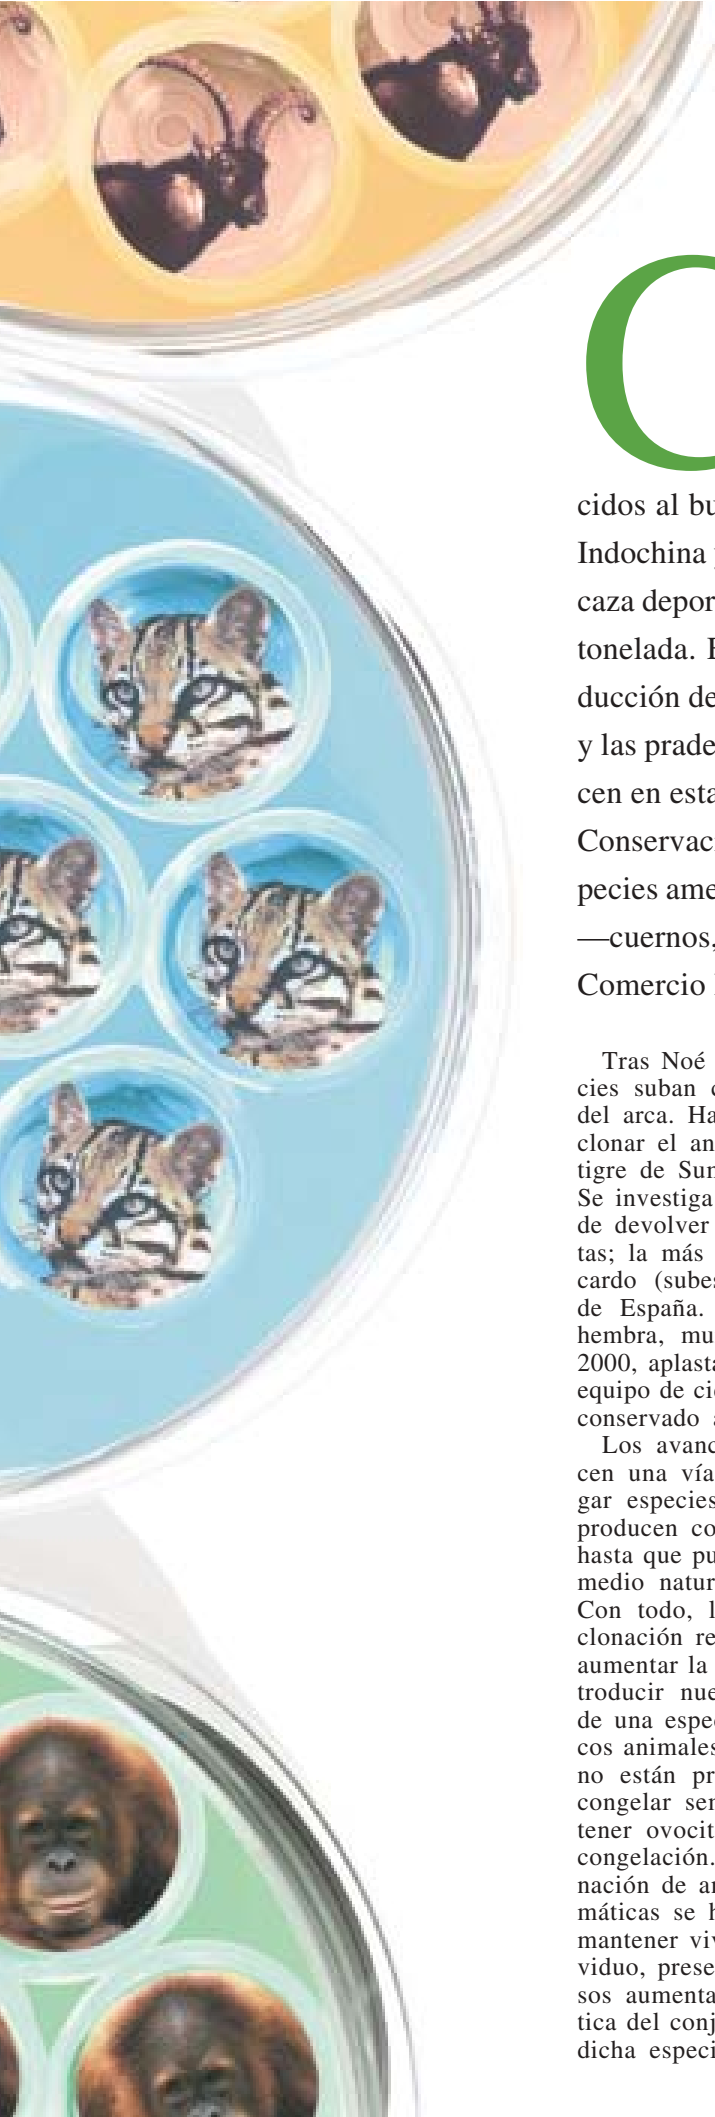 C
cidos al bu
Indochina
caza depor
tonelada.
ducción de
y las prade
cen en esta
Conservaci
pecies ame
—cuernos,
Comercio
Tras Noé
cies suban
del arca. Ha
clonar el an
tigre de Sum
Se investiga
de devolver
tas; la más
cardo (subes
de España.
hembra, mu
2000, aplasta
equipo de cie
conservado
Los avanc
cen una vía
gar especies
producen co
hasta que pu
medio natur
Con todo, l
clonación re
aumentar la
troducir nue
de una espe
cos animales
no están pr
congelar sem
tener ovocit
congelación.
nación de an
máticas se h
mantener viv
viduo, prese
sos aumenta
tica del conj
dicha especi